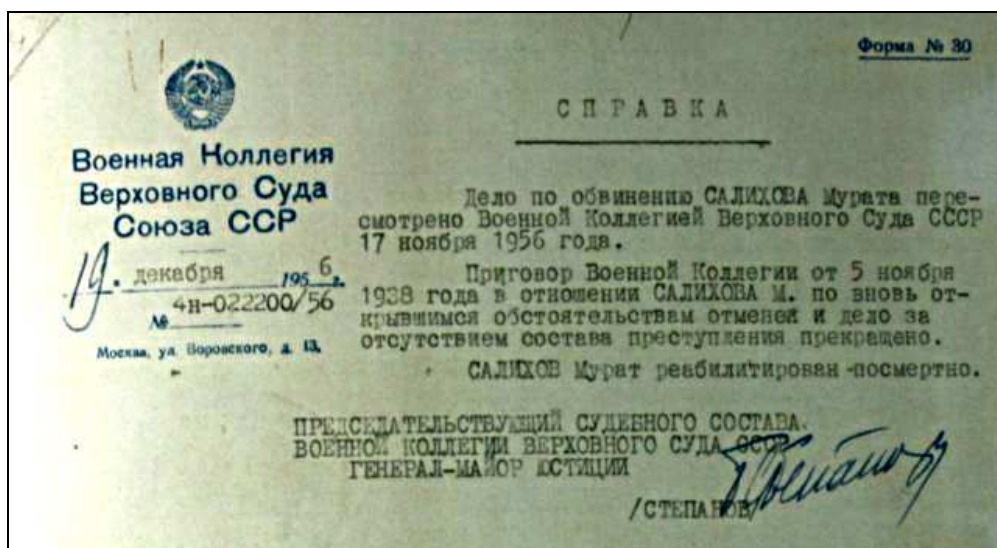 Форма № 30
СПРАВКА
Военная Коллегия
Верховного Суда
Союза ССР
19. декабря 1956 г.
№ 4н-022200/56
Москва, ул. Воровского, д. 13.
Дело по обвинению САЛИХОВА Мурата пере-
смотрено Военной Коллегией Верховного Суда СССР
17 ноября 1956 года.
Приговор Военной Коллегии от 5 ноября
1938 года в отношении САЛИХОВА М. по вновь от-
крывшимся обстоятельствам отменен и дело за
отсутствием состава преступления прекращено.
САЛИХОВ Мурат реабилитирован посмертно.
ПРЕДСЕДАТЕЛЬСТВУЮЩИЙ СУДЕБНОГО СОСТАВА
ВОЕННОЙ КОЛЛЕГИИ ВЕРХОВНОГО СУДА СССР
ГЕНЕРАЛ-МАЙОР ЮСТИЦИИ
/СТЕПАНОВ/